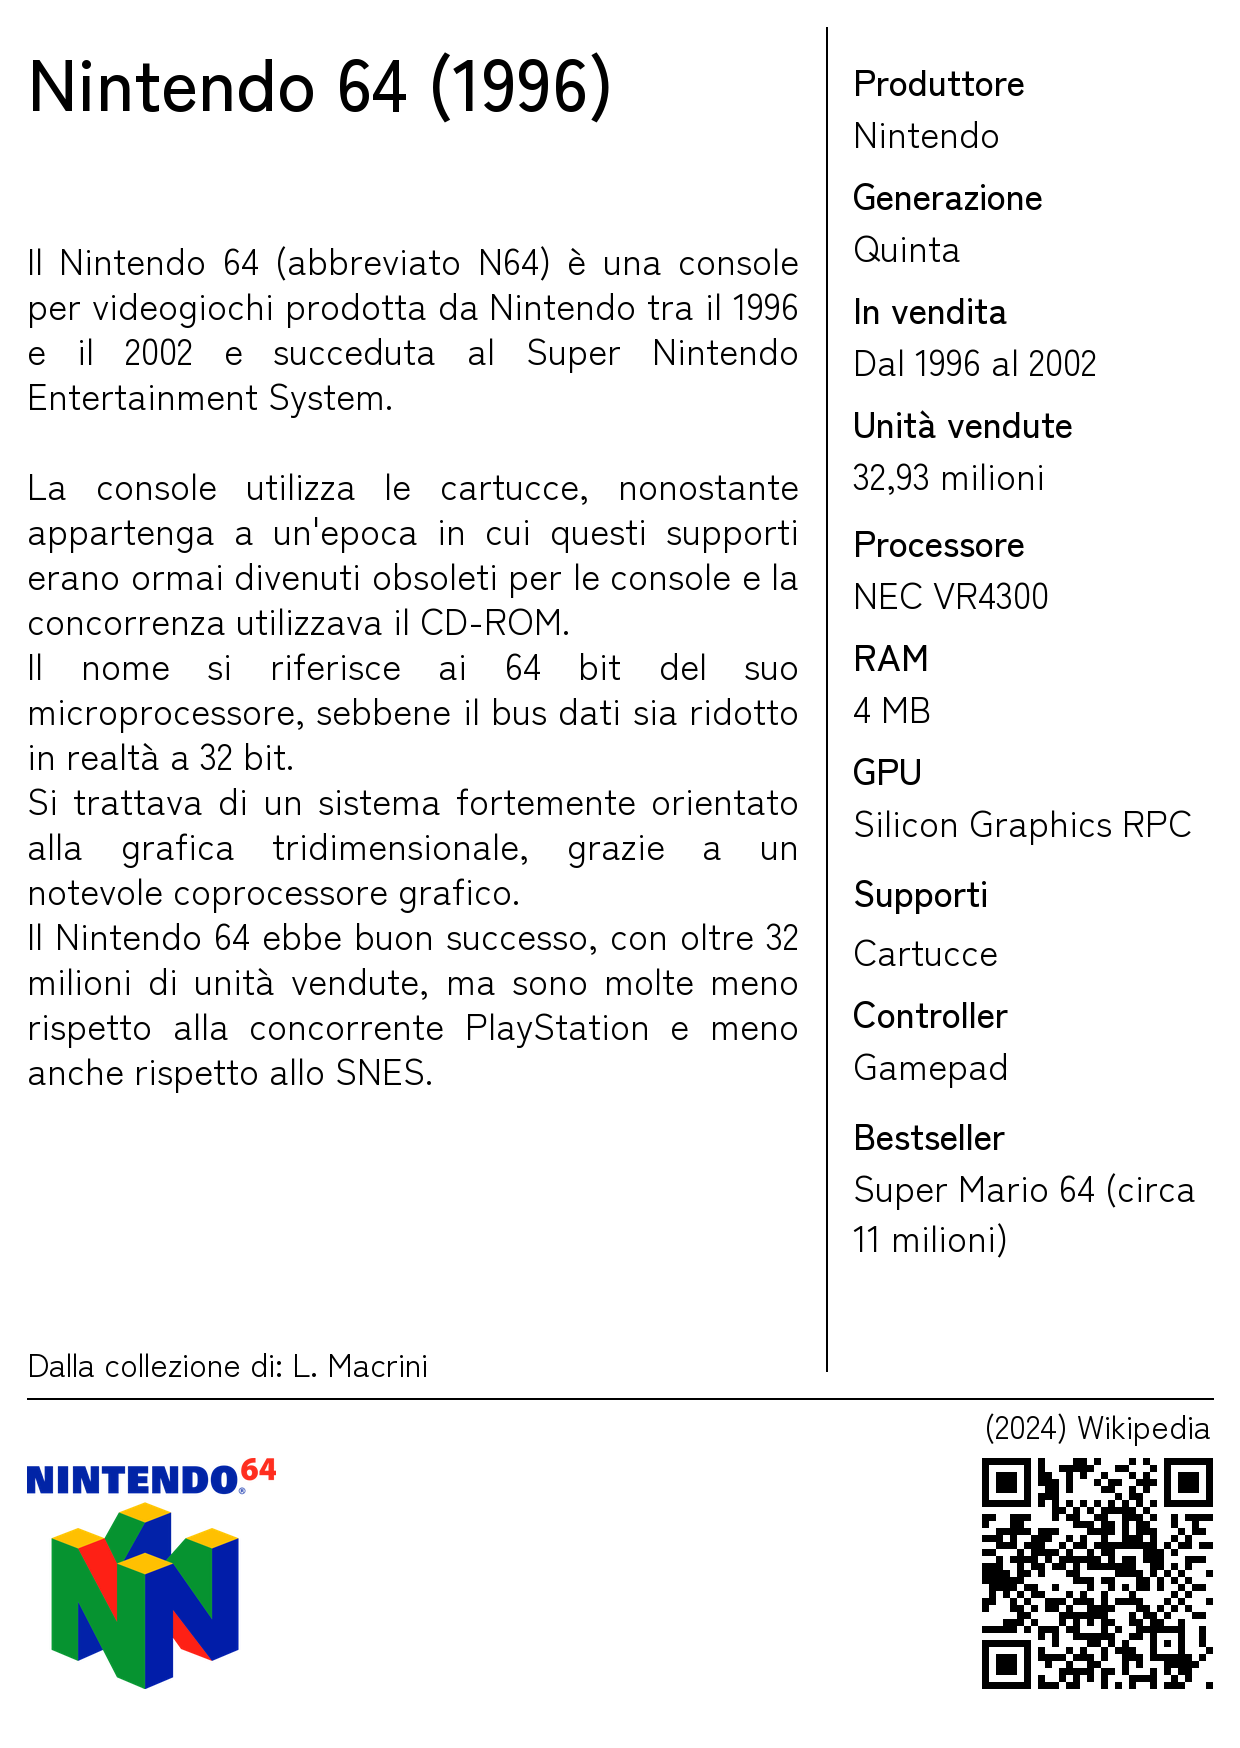 Nintendo 64 (1996)
Il Nintendo 64 (abbreviato N64) è una console
per videogiochi prodotta da Nintendo tra il 1996
e il 2002 e succeduta al Super Nintendo
Entertainment System.
La console utilizza le cartucce, nonostante
appartenga a un'epoca in cui questi supporti
erano ormai divenuti obsoleti per le console e la
concorrenza utilizzava il CD-ROM.
Il nome si riferisce ai 64 bit del suo
microprocessore, sebbene il bus dati sia ridotto
in realtà a 32 bit.
Si trattava di un sistema fortemente orientato
alla grafica tridimensionale, grazie a un
notevole coprocessore grafico.
Il Nintendo 64 ebbe buon successo, con oltre 32
milioni di unità vendute, ma sono molte meno
rispetto alla concorrente PlayStation e meno
anche rispetto allo SNES.
Dalla collezione di: L. Macrini
Produttore
Nintendo
Generazione
Quinta
In vendita
Dal 1996 al 2002
Unità vendute
32,93 milioni
Processore
NEC VR4300
RAM
4 MB
GPU
Silicon Graphics RPC
Supporti
Cartucce
Controller
Gamepad
Bestseller
Super Mario 64 (circa
11 milioni)
(2024) Wikipedia
NINTENDO64®